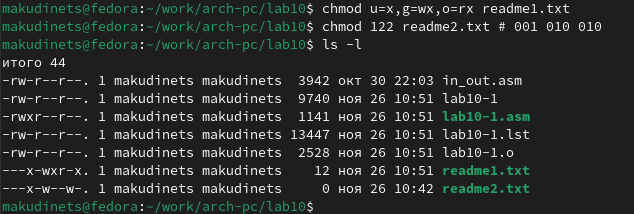 makudinets@fedora:~/work/arch-pc/lab10$ chmod u=x,g=wx,o=rx readme1.txt
makudinets@fedora:~/work/arch-pc/lab10$ chmod 122 readme2.txt # 001 010 010
makudinets@fedora:~/work/arch-pc/lab10$ ls -l
итого 44
-rw-r--r--. 1 makudinets makudinets  3942 окт 30 22:03 in_out.asm
-rw-r--r--. 1 makudinets makudinets  9740 ноя 26 10:51 lab10-1
-rwxr--r--. 1 makudinets makudinets  1141 ноя 26 10:51 lab10-1.asm
-rw-r--r--. 1 makudinets makudinets 13447 ноя 26 10:51 lab10-1.lst
-rw-r--r--. 1 makudinets makudinets  2528 ноя 26 10:51 lab10-1.o
---x-wxr-x. 1 makudinets makudinets    12 ноя 26 10:51 readme1.txt
---x-w--w-. 1 makudinets makudinets     0 ноя 26 10:42 readme2.txt
makudinets@fedora:~/work/arch-pc/lab10$